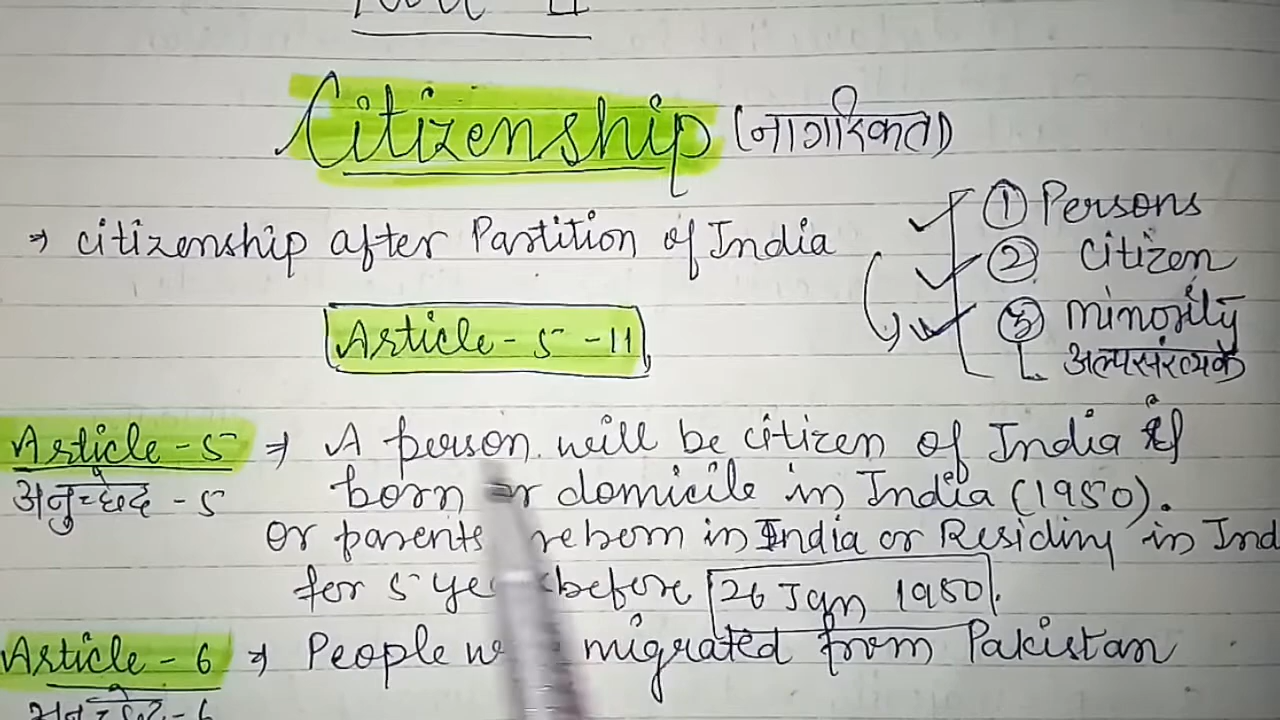 Citizenship (नागरिकता)
→ citizenship after Partition of India
① Persons
② Citizen
③ Minority
अल्पसंख्यक
Article - 5 - 11
Article - 5 ⇒ A person will be citizen of India if
अनुच्छेद - 5 born or domicile in India (1950).
or parents born in India or Residing in Ind
for 5 before 26 Jan 1950.
Article - 6 ⇒ People migrated from Pakistan